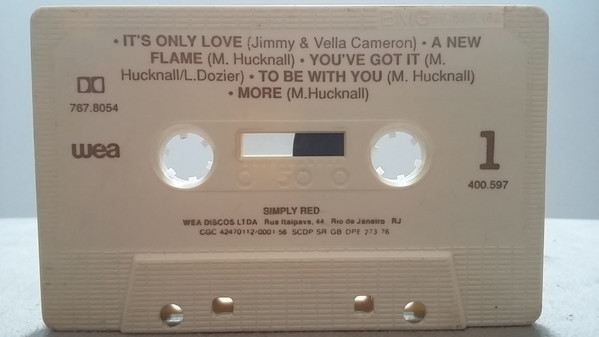 BMG
• IT'S ONLY LOVE (Jimmy & Vella Cameron) • A NEW
FLAME (M. Hucknall) • YOU'VE GOT IT (M.
Hucknall/L.Dozier) • TO BE WITH YOU (M. Hucknall)
• MORE (M.Hucknall)
767.8054
wea
1
400.597
50
SIMPLY RED
WEA DISCOS LTDA Rua Itaipava, 44 Rio de Janeiro RJ
CGC 42470112-0001-56 SCDP SR GB DPF 273 76